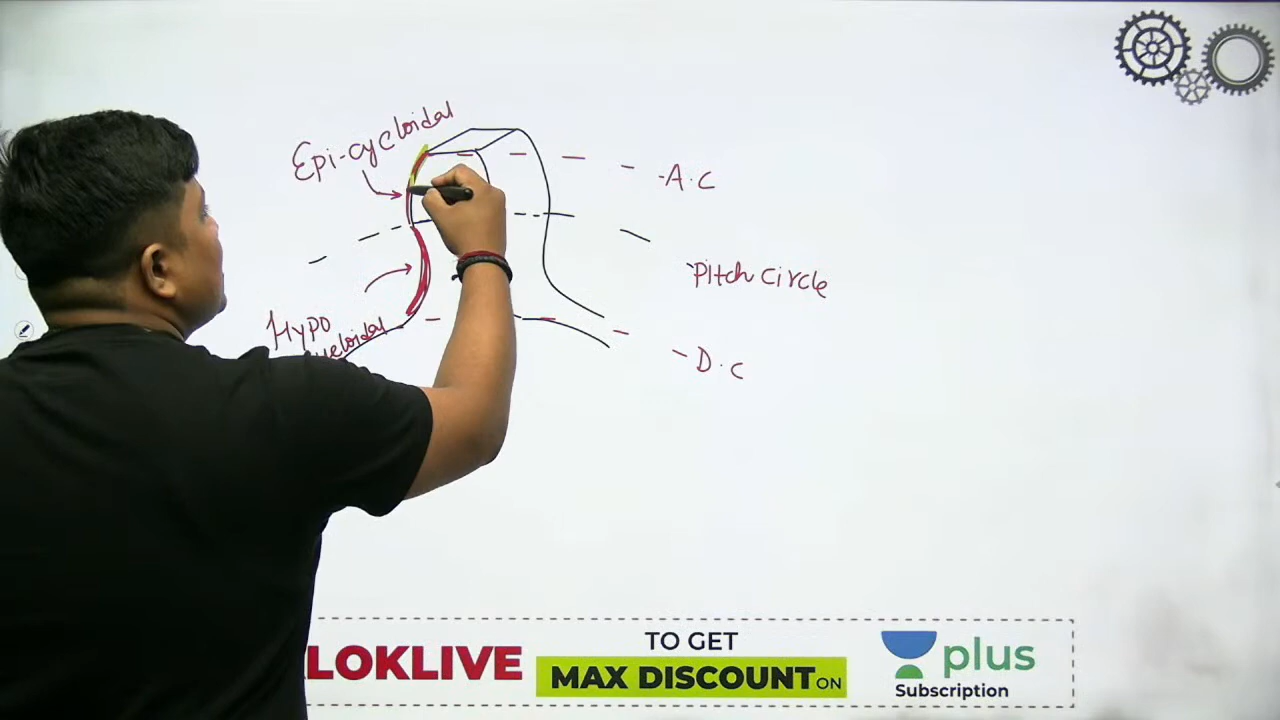 Epi-cycloidal
A.C
Pitch Circle
Hypo
D.C
LOKLIVE
TO GET
MAX DISCOUNT ON
plus
Subscription